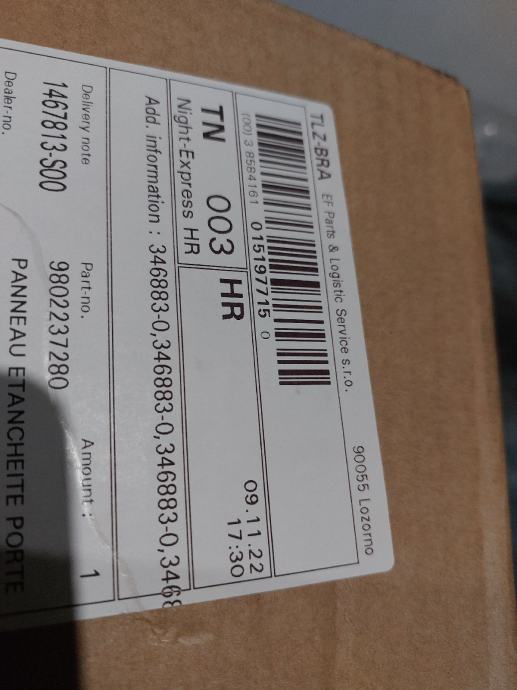 TLZ-BRA EF Parts & Logistic Service s.r.o. 90055 Lozorno
(00) 3 8584161 015197715 0
TN 003 HR 09.11.22
Night-Express HR 17:30
Add. information : 346883-0,346883-0,346883-0,3468
Delivery note Part-no. Amount : 
1467813-S00 9802237280 1
Dealer-no. PANNEAU ETANCHEITE PORTE